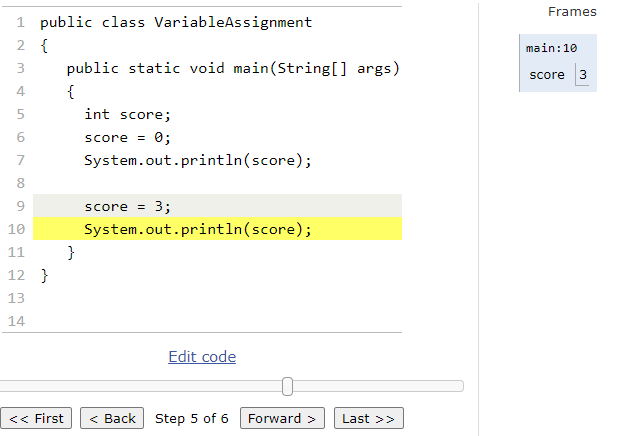 1 public class VariableAssignment
2 {
3    public static void main(String[] args)
4    {
5      int score;
6      score = 0;
7      System.out.println(score);
8
9      score = 3;
10      System.out.println(score);
11    }
12 }
13
14
Edit code
<< First < Back Step 5 of 6 Forward > Last >>
Frames
main:10
score 3